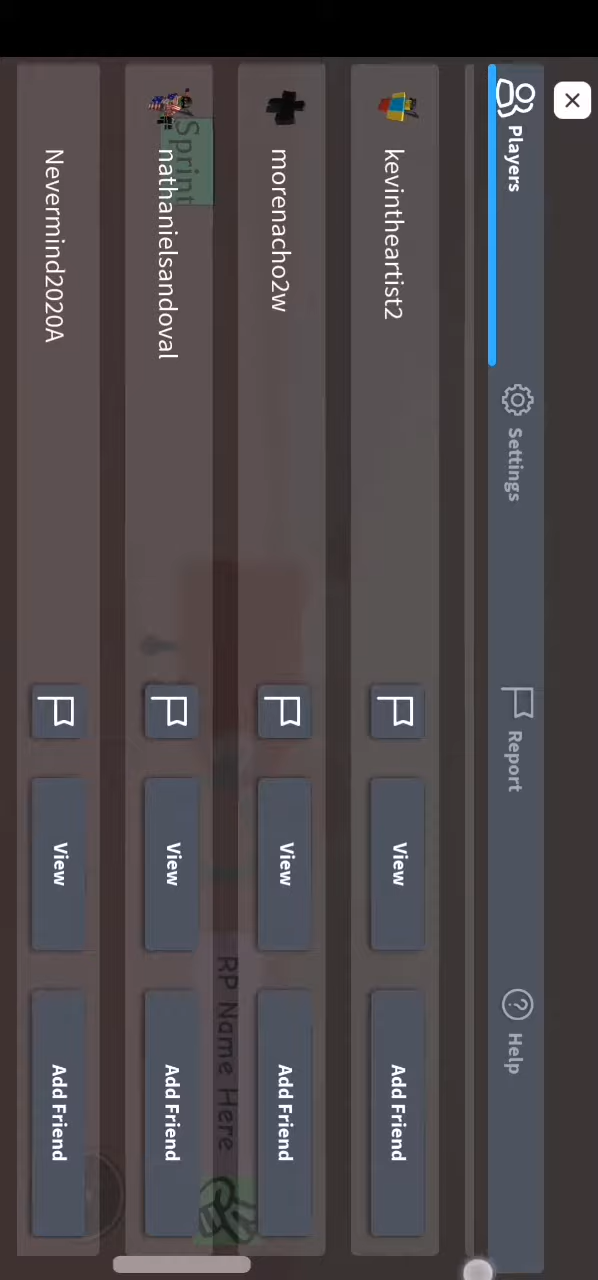 Players
Settings
Report
Help
kevintheartist2
View
Add Friend
morenacho2w
View
Add Friend
RP Name Here
nathanielsandoval
View
Add Friend
Sprint
Nevermind2020A
View
Add Friend